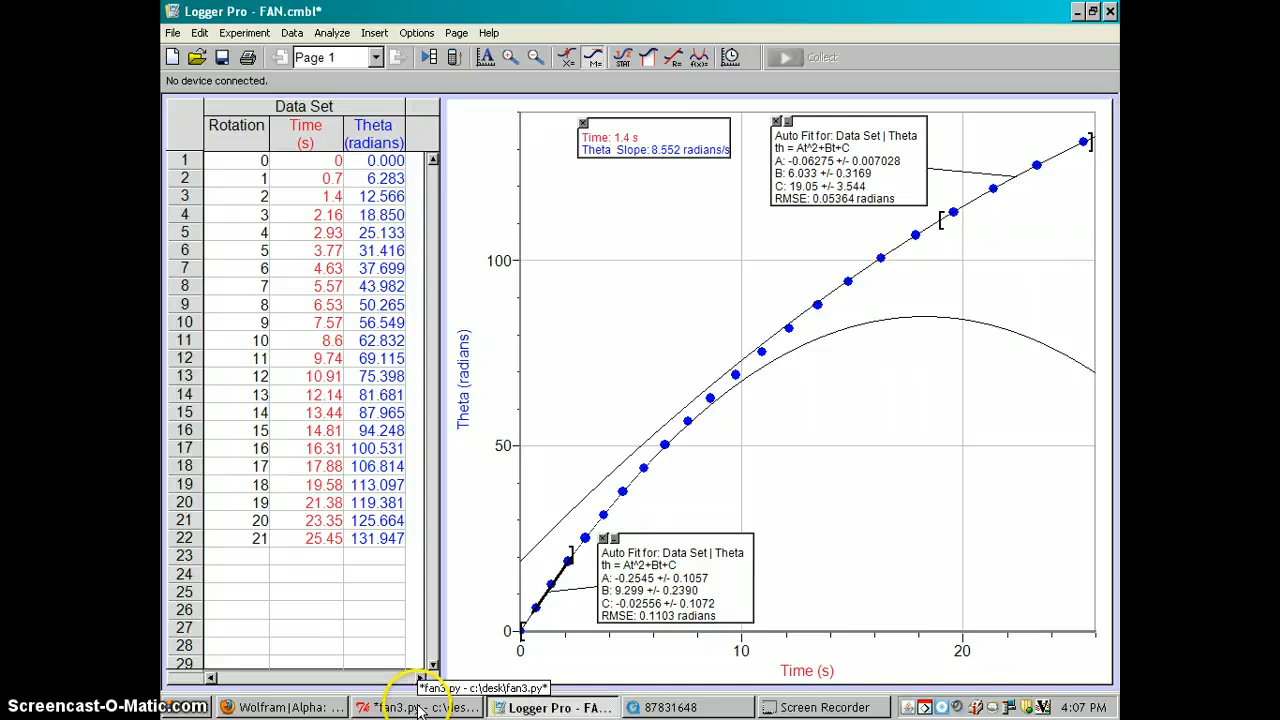 Logger Pro - FAN.cmbl*
File Edit Experiment Data Analyze Insert Options Page Help
Page 1
X= M= STAT R= f(x)= Collect
No device connected.
Data Set
Rotation Time Theta
(s) (radians)
1 0 0 0.000
2 1 0.7 6.283
3 2 1.4 12.566
4 3 2.16 18.850
5 4 2.93 25.133
6 5 3.77 31.416
7 6 4.63 37.699
8 7 5.57 43.982
9 8 6.53 50.265
10 9 7.57 56.549
11 10 8.6 62.832
12 11 9.74 69.115
13 12 10.91 75.398
14 13 12.14 81.681
15 14 13.44 87.965
16 15 14.81 94.248
17 16 16.31 100.531
18 17 17.88 106.814
19 18 19.58 113.097
20 19 21.38 119.381
21 20 23.35 125.664
22 21 25.45 131.947
23
24
25
26
27
28
29
Time: 1.4 s
Theta Slope: 8.552 radians/s
Auto Fit for: Data Set | Theta
th = At^2+Bt+C
A: -0.06275 +/- 0.007028
B: 6.033 +/- 0.3169
C: 19.05 +/- 3.544
RMSE: 0.05364 radians
100
50
0
Theta (radians)
Auto Fit for: Data Set | Theta
th = At^2+Bt+C
A: -0.2545 +/- 0.1057
B: 9.299 +/- 0.2390
C: -0.02556 +/- 0.1072
RMSE: 0.1103 radians
0 10 20
Time (s)
*fan3.py - c:\desk\fan3.py*
Screencast-O-Matic.com
Wolfram|Alpha: ...
*fan3.py - c:\des...
Logger Pro - FA...
87831648
Screen Recorder
4:07 PM